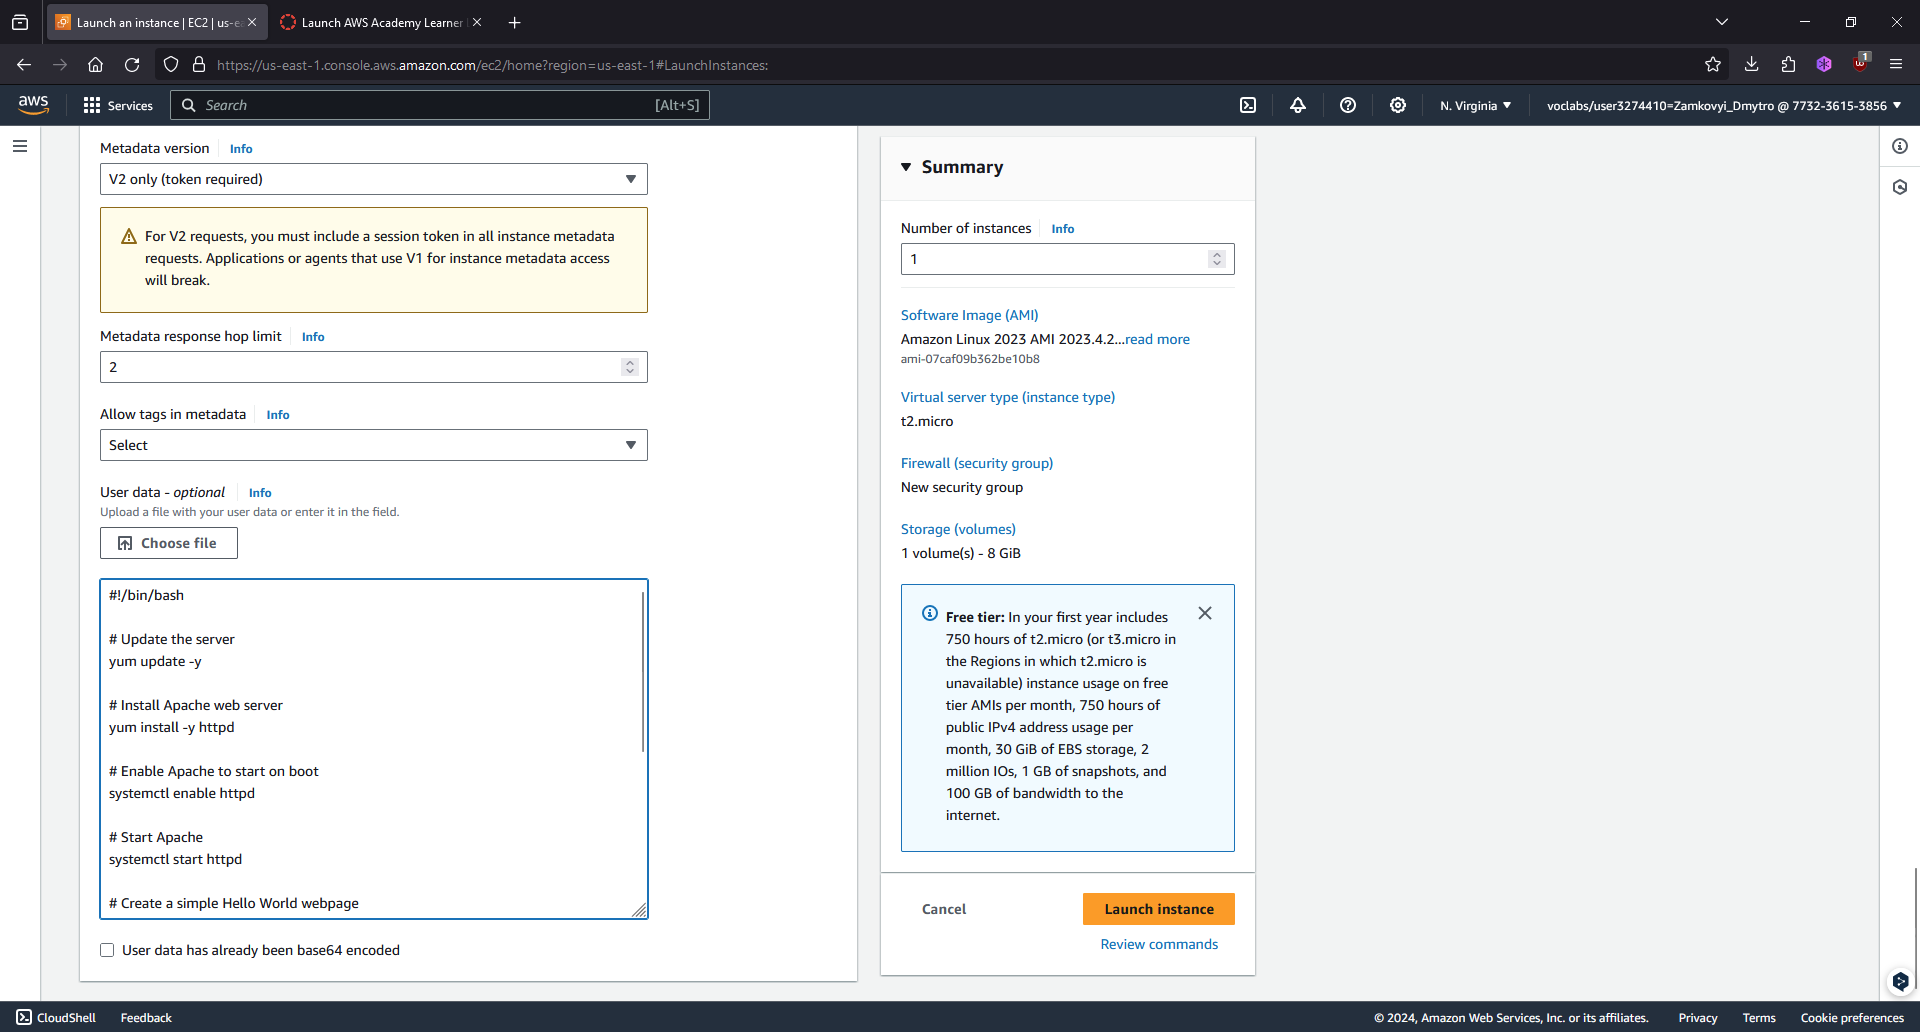 Launch an instance | EC2 | us-ea
Launch AWS Academy Learner
https://us-east-1.console.aws.amazon.com/ec2/home?region=us-east-1#LaunchInstances:
1
aws
Services
Search
[Alt+S]
N. Virginia
voclabs/user3274410=Zamkovyi_Dmytro @ 7732-3615-3856
Metadata version
Info
V2 only (token required)
For V2 requests, you must include a session token in all instance metadata
requests. Applications or agents that use V1 for instance metadata access
will break.
Metadata response hop limit
Info
2
Allow tags in metadata
Info
Select
User data - optional
Info
Upload a file with your user data or enter it in the field.
Choose file
#!/bin/bash
# Update the server
yum update -y
# Install Apache web server
yum install -y httpd
# Enable Apache to start on boot
systemctl enable httpd
# Start Apache
systemctl start httpd
# Create a simple Hello World webpage
User data has already been base64 encoded
Summary
Number of instances
Info
1
Software Image (AMI)
Amazon Linux 2023 AMI 2023.4.2...read more
ami-07caf09b362be10b8
Virtual server type (instance type)
t2.micro
Firewall (security group)
New security group
Storage (volumes)
1 volume(s) - 8 GiB
Free tier: In your first year includes
750 hours of t2.micro (or t3.micro in
the Regions in which t2.micro is
unavailable) instance usage on free
tier AMIs per month, 750 hours of
public IPv4 address usage per
month, 30 GiB of EBS storage, 2
million IOs, 1 GB of snapshots, and
100 GB of bandwidth to the
internet.
Cancel
Launch instance
Review commands
CloudShell
Feedback
© 2024, Amazon Web Services, Inc. or its affiliates.
Privacy
Terms
Cookie preferences